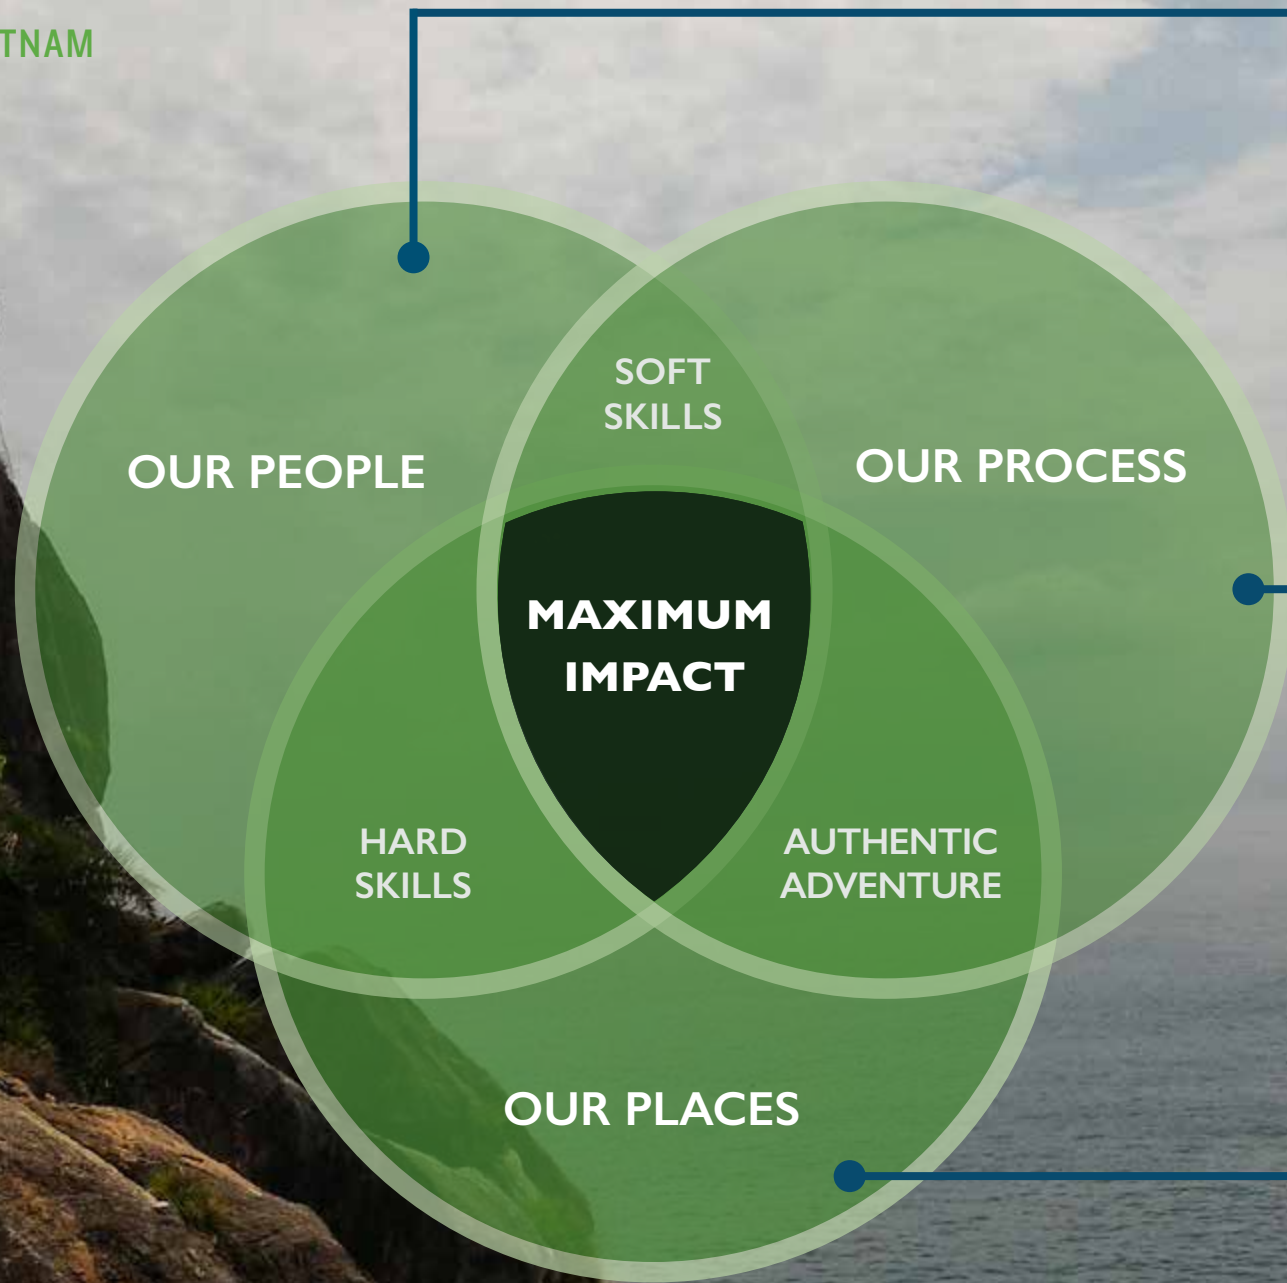 TNAM
SOFT
SKILLS
OUR PEOPLE
OUR PROCESS
MAXIMUM
IMPACT
HARD
SKILLS
AUTHENTIC
ADVENTURE
OUR PLACES